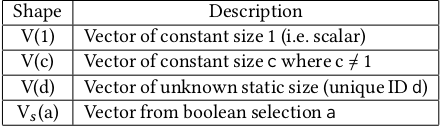 Shape Description
V(1) Vector of constant size 1 (i.e. scalar)
V(c) Vector of constant size c where c ≠ 1
V(d) Vector of unknown static size (unique ID d)
Vₛ(a) Vector from boolean selection a